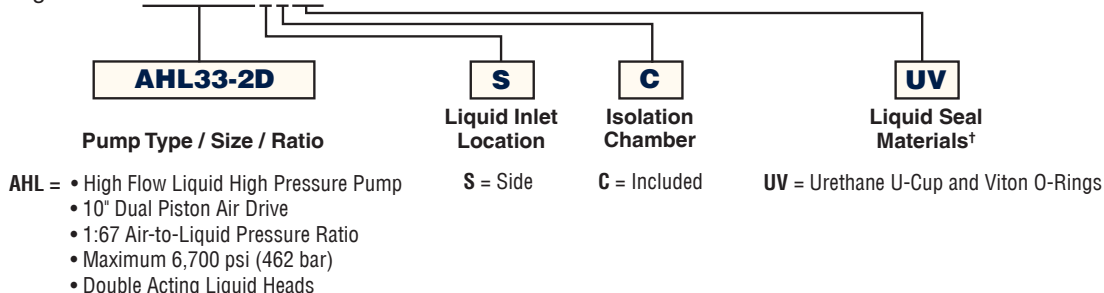 AHL33-2D
S
C
UV
Pump Type / Size / Ratio
Liquid Inlet
Location
Isolation
Chamber
Liquid Seal
Materials†
AHL = • High Flow Liquid High Pressure Pump
• 10" Dual Piston Air Drive
• 1:67 Air-to-Liquid Pressure Ratio
• Maximum 6,700 psi (462 bar)
• Double Acting Liquid Heads
S = Side
C = Included
UV = Urethane U-Cup and Viton O-Rings